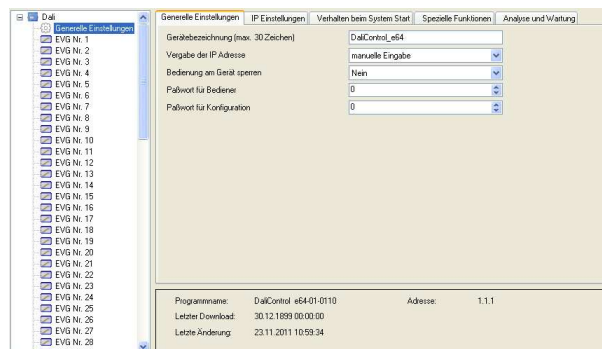 Dali
Generelle Einstellungen
EVG Nr. 1
EVG Nr. 2
EVG Nr. 3
EVG Nr. 4
EVG Nr. 5
EVG Nr. 6
EVG Nr. 7
EVG Nr. 8
EVG Nr. 9
EVG Nr. 10
EVG Nr. 11
EVG Nr. 12
EVG Nr. 13
EVG Nr. 14
EVG Nr. 15
EVG Nr. 16
EVG Nr. 17
EVG Nr. 18
EVG Nr. 19
EVG Nr. 20
EVG Nr. 21
EVG Nr. 22
EVG Nr. 23
EVG Nr. 24
EVG Nr. 25
EVG Nr. 26
EVG Nr. 27
EVG Nr. 28
Generelle Einstellungen IP Einstellungen Verhalten beim System Start Spezielle Funktionen Analyse und Wartung
Gerätebezeichnung (max. 30 Zeichen) DaliControl_e64
Vergabe der IP Adresse manuelle Eingabe
Bedienung am Gerät sperren Nein
Paßwort für Bediener 0
Paßwort für Konfiguration 0
Programmname: DaliControl e64-01-0110 Adresse: 1.1.1
Letzter Download: 30.12.1899 00:00:00
Letzte Änderung: 23.11.2011 10:59:34